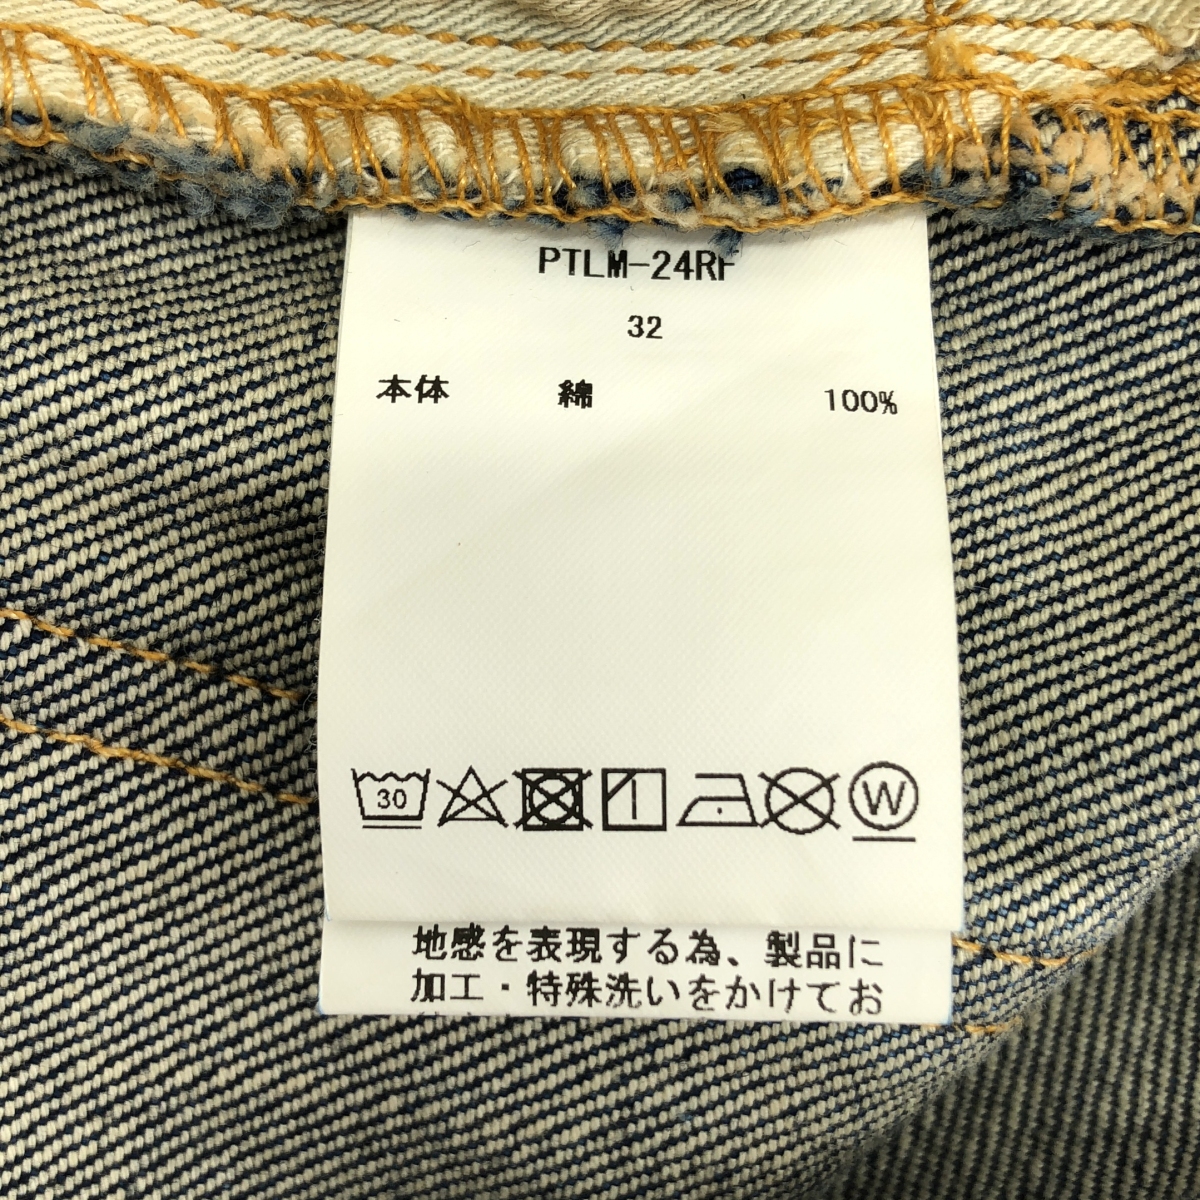 PTLM-24RF
32
本体 綿 100%
30
W
地感を表現する為、製品に
加工・特殊洗いをかけてお